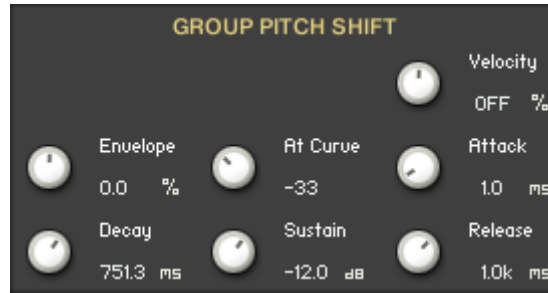 GROUP PITCH SHIFT
Velocity
OFF %
Envelope At Curve Attack
0.0 % -33 1.0 ms
Decay Sustain Release
751.3 ms -12.0 dB 1.0k ms